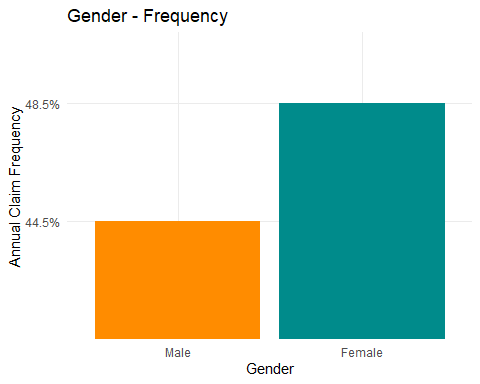 Gender - Frequency
Annual Claim Frequency
48.5%
44.5%
Male
Female
Gender